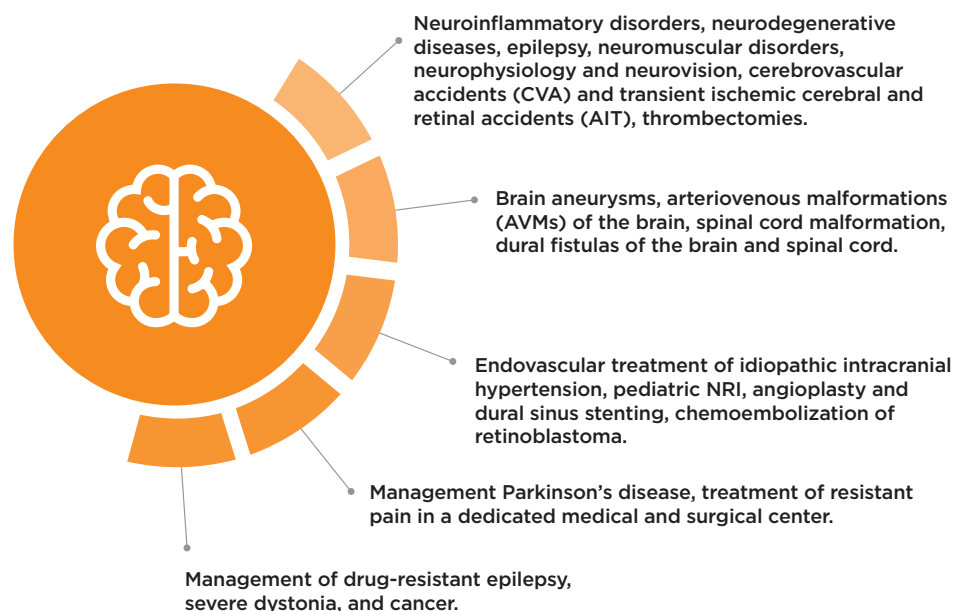 Neuroinflammatory disorders, neurodegenerative
diseases, epilepsy, neuromuscular disorders,
neurophysiology and neurovision, cerebrovascular
accidents (CVA) and transient ischemic cerebral and
retinal accidents (AIT), thrombectomies.
Brain aneurysms, arteriovenous malformations
(AVMs) of the brain, spinal cord malformation,
dural fistulas of the brain and spinal cord.
Endovascular treatment of idiopathic intracranial
hypertension, pediatric NRI, angioplasty and
dural sinus stenting, chemoembolization of
retinoblastoma.
Management Parkinson’s disease, treatment of resistant
pain in a dedicated medical and surgical center.
Management of drug-resistant epilepsy,
severe dystonia, and cancer.